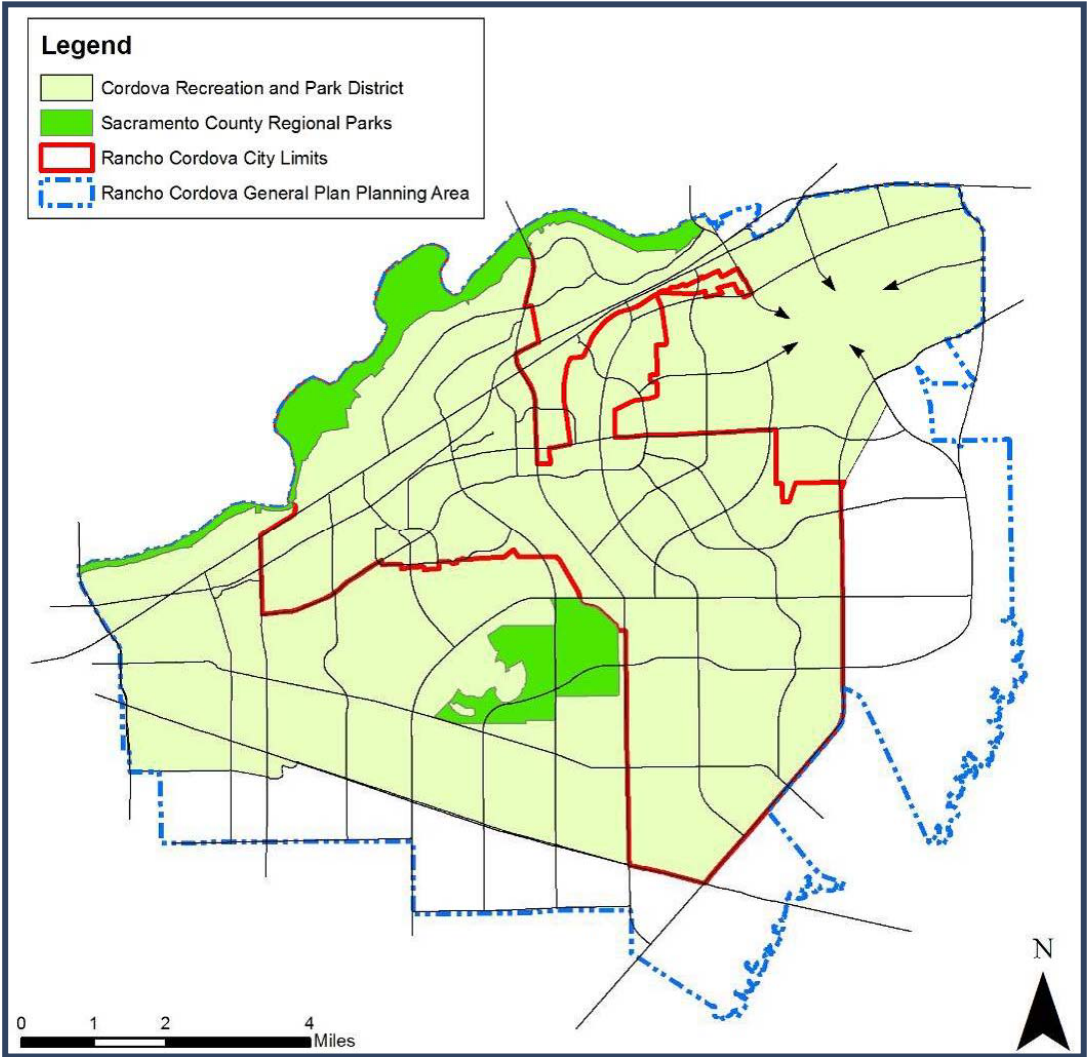 Legend
Cordova Recreation and Park District
Sacramento County Regional Parks
Rancho Cordova City Limits
Rancho Cordova General Plan Planning Area
N
0 1 2 4
Miles